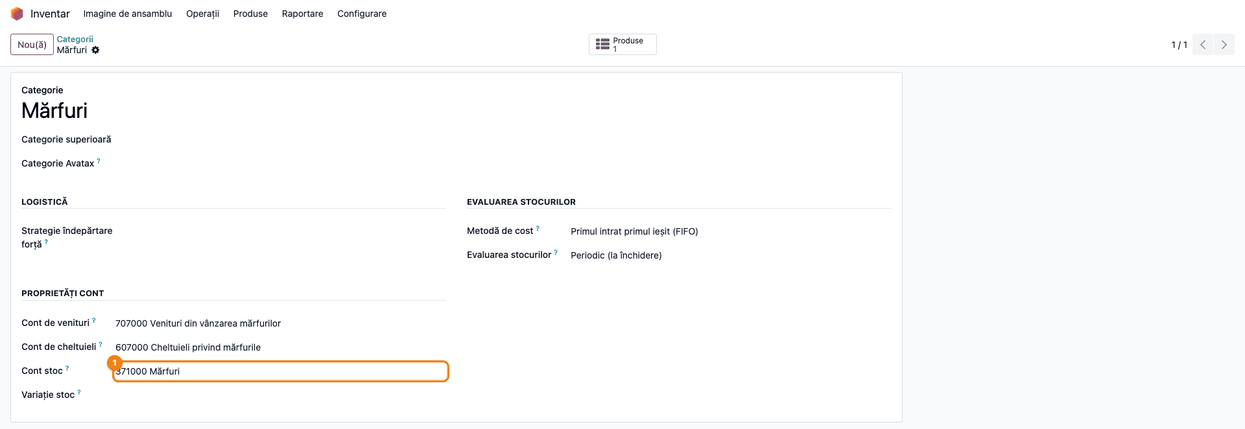 Inventar Imagine de ansamblu Operații Produse Raportare Configurare
Nou(ă) Categorii
Mărfuri
Produse
1
1 / 1
Categorie
Mărfuri
Categorie superioară
Categorie Avatax ?
LOGISTICĂ
Strategie îndepărtare
forță ?
EVALUAREA STOCURILOR
Metodă de cost ? Primul intrat primul ieșit (FIFO)
Evaluarea stocurilor ? Periodic (la închidere)
PROPRIETĂȚI CONT
Cont de venituri ? 707000 Venituri din vânzarea mărfurilor
Cont de cheltuieli ? 607000 Cheltuieli privind mărfurile
1
Cont stoc ? 371000 Mărfuri
Variație stoc ?